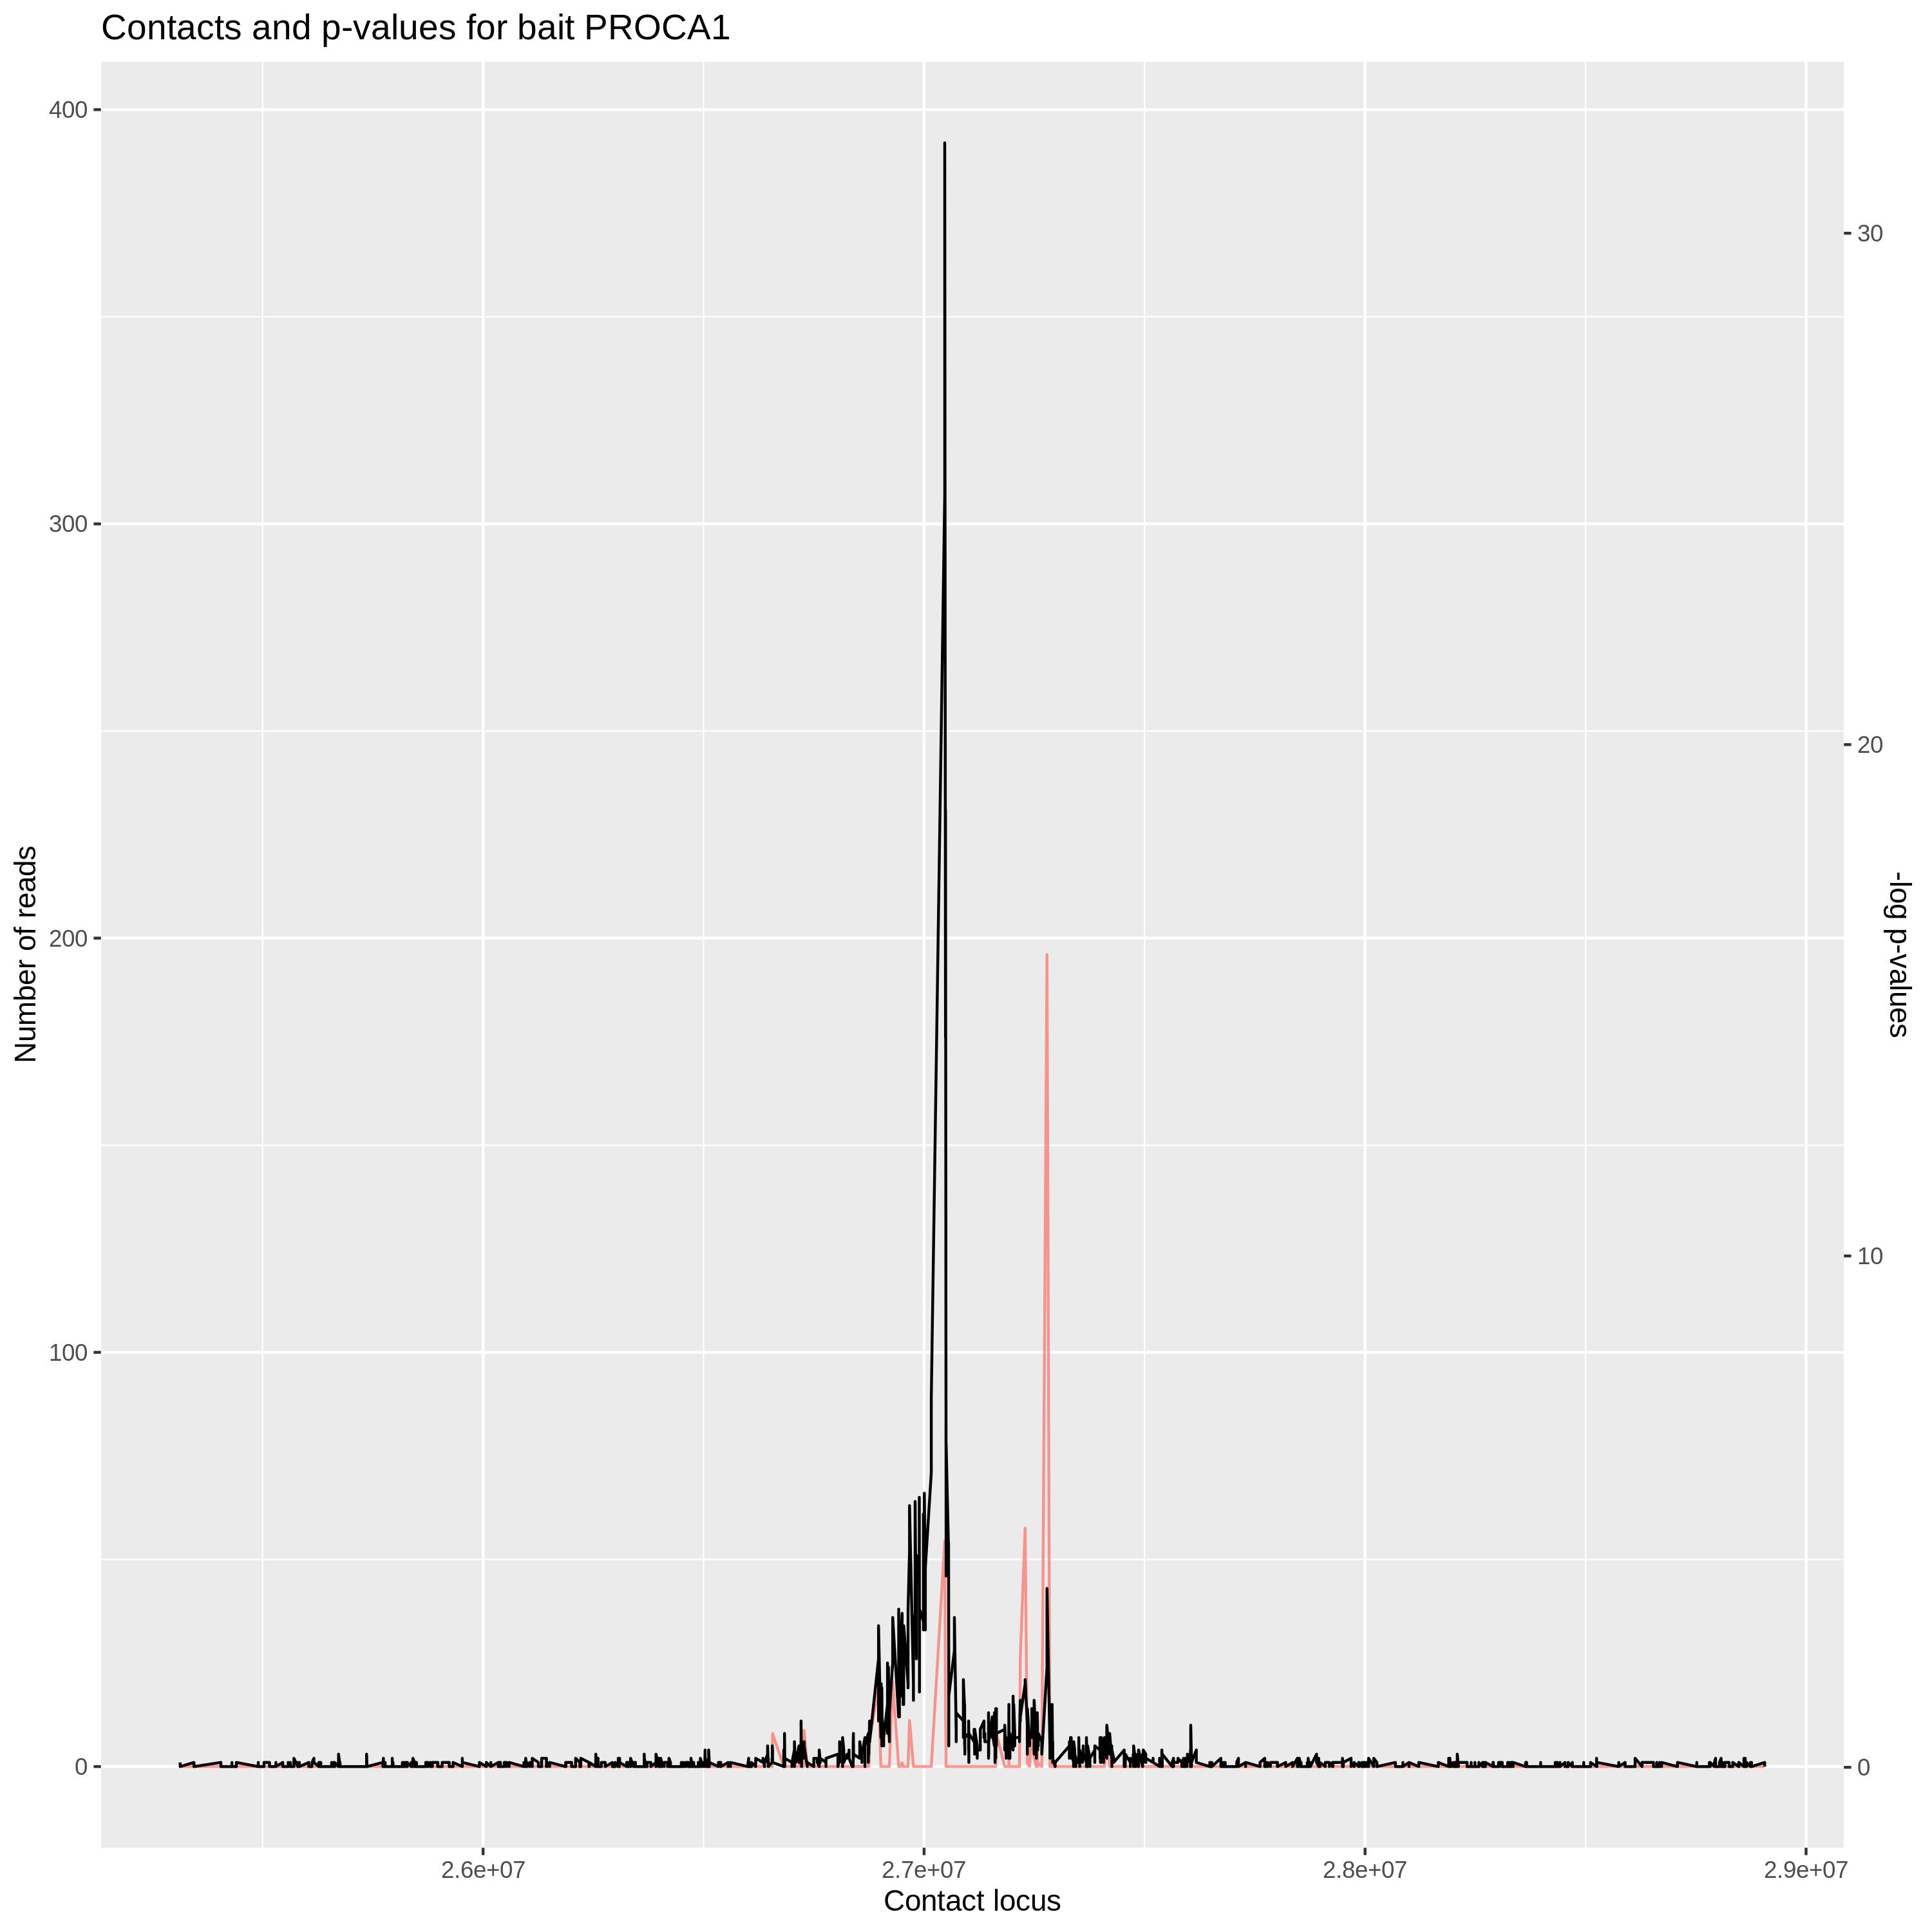 Contacts and p-values for bait PROCA1
400
300
200
100
0
Number of reads
30
20
10
0
-log p-values
2.6e+07
2.7e+07
2.8e+07
2.9e+07
Contact locus